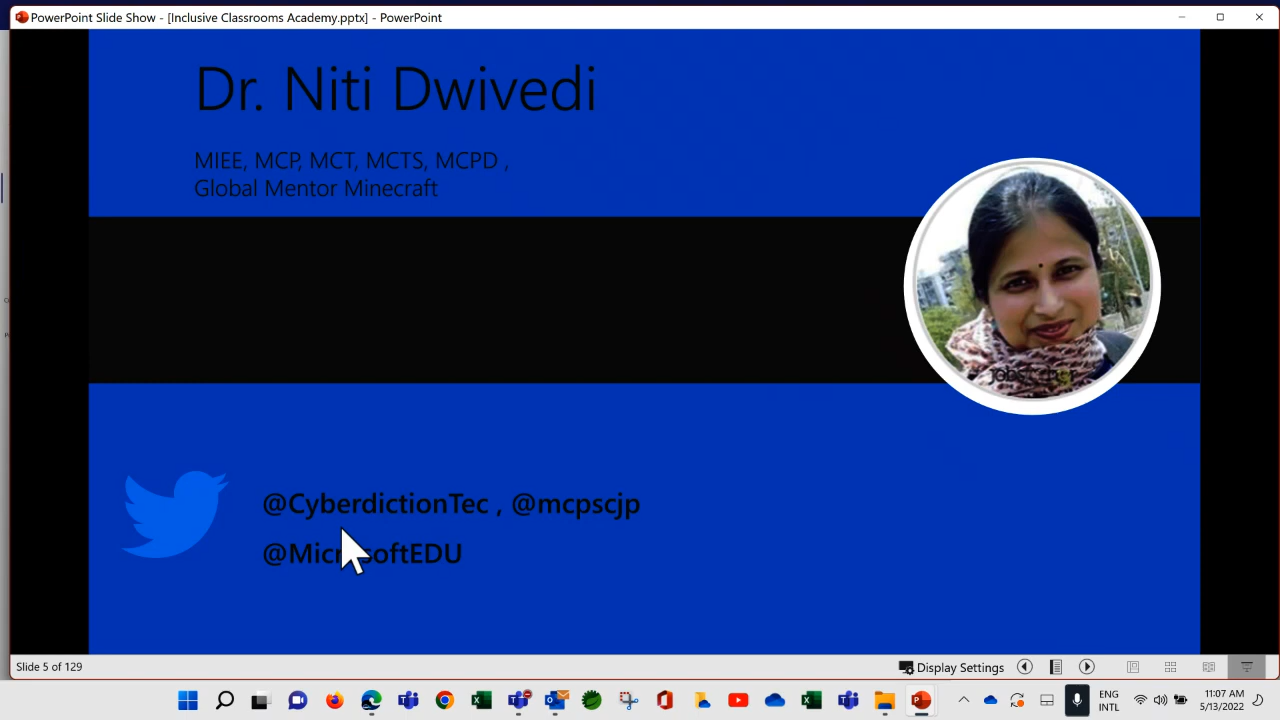 PowerPoint Slide Show - [Inclusive Classrooms Academy.pptx] - PowerPoint
Dr. Niti Dwivedi
MIEE, MCP, MCT, MCTS, MCPD ,
Global Mentor Minecraft
@CyberdictionTec , @mcpscjp
@MicrosoftEDU
Slide 5 of 129
Display Settings
ENG
INTL
11:07 AM
5/13/2022